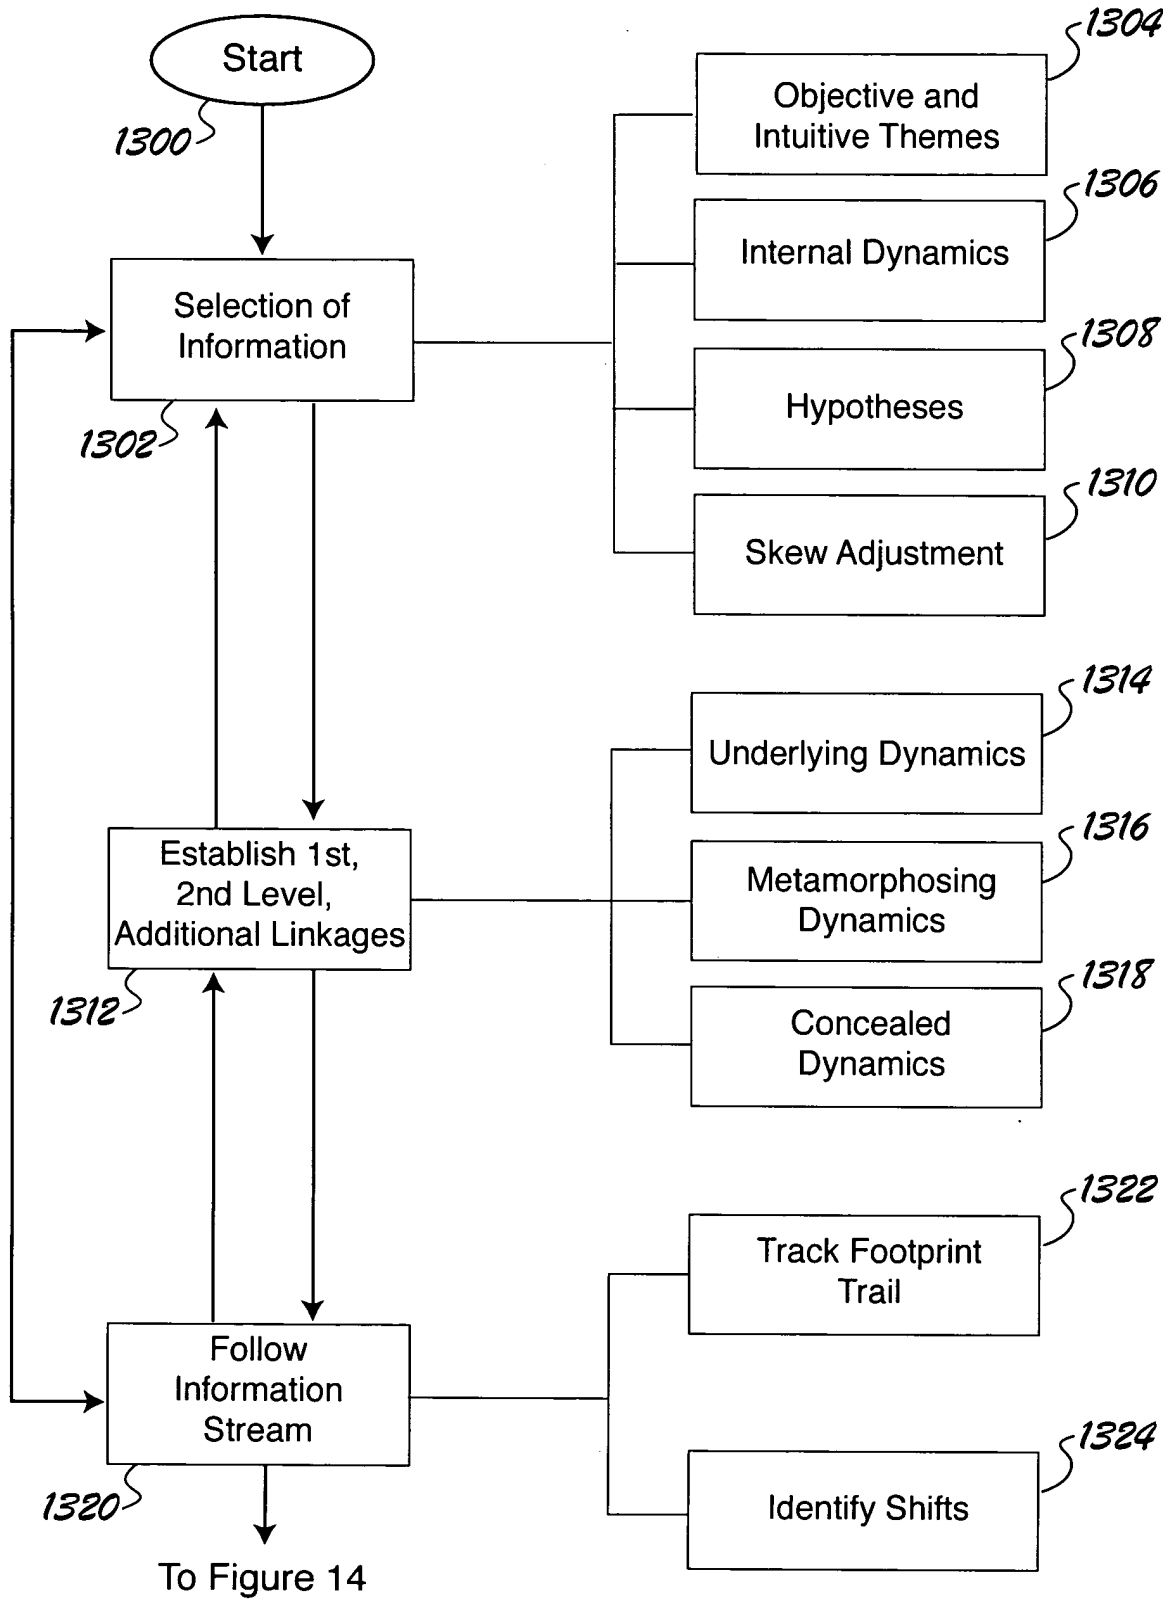 Start
1300
Selection of
Information
1302
Objective and
Intuitive Themes
1304
Internal Dynamics
1306
Hypotheses
1308
Skew Adjustment
1310
Establish 1st,
2nd Level,
Additional Linkages
1312
Underlying Dynamics
1314
Metamorphosing
Dynamics
1316
Concealed
Dynamics
1318
Follow
Information
Stream
1320
Track Footprint
Trail
1322
Identify Shifts
1324
To Figure 14